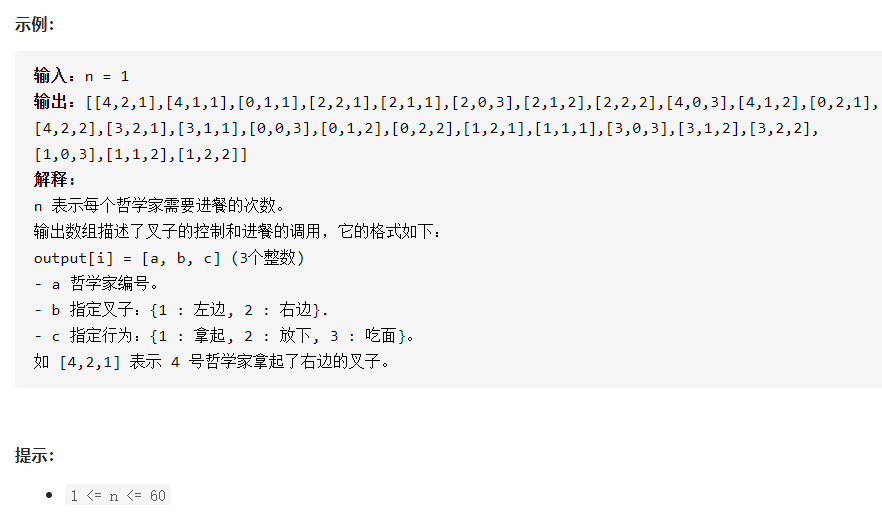 示例：
输入：n = 1
输出：[[4,2,1],[4,1,1],[0,1,1],[2,2,1],[2,1,1],[2,0,3],[2,1,2],[2,2,2],[4,0,3],[4,1,2],[0,2,1],
[4,2,2],[3,2,1],[3,1,1],[0,0,3],[0,1,2],[0,2,2],[1,2,1],[1,1,1],[3,0,3],[3,1,2],[3,2,2],
[1,0,3],[1,1,2],[1,2,2]]
解释：
n 表示每个哲学家需要进餐的次数。
输出数组描述了叉子的控制和进餐的调用，它的格式如下：
output[i] = [a, b, c] (3个整数)
- a 哲学家编号。
- b 指定叉子：{1 : 左边, 2 : 右边}.
- c 指定行为：{1 : 拿起, 2 : 放下, 3 : 吃面}。
如 [4,2,1] 表示 4 号哲学家拿起了右边的叉子。
提示：
• 1 <= n <= 60